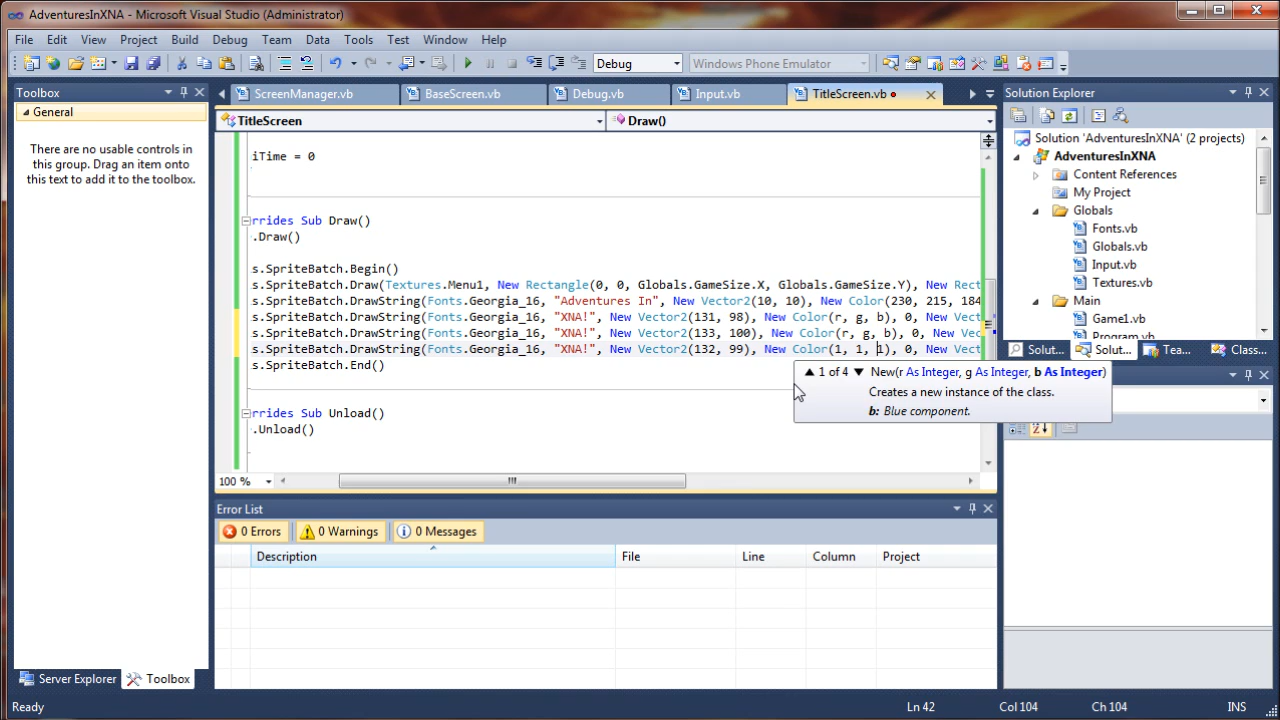 AdventuresInXNA - Microsoft Visual Studio (Administrator)
File Edit View Project Build Debug Team Data Tools Test Window Help
Debug Windows Phone Emulator
Toolbox
General
There are no usable controls in
this group. Drag an item onto
this text to add it to the toolbox.
Server Explorer Toolbox
ScreenManager.vb BaseScreen.vb Debug.vb Input.vb TitleScreen.vb
TitleScreen Draw()
iTime = 0
rrides Sub Draw()
.Draw()
s.SpriteBatch.Begin()
s.SpriteBatch.Draw(Textures.Menu1, New Rectangle(0, 0, Globals.GameSize.X, Globals.GameSize.Y), New Rect
s.SpriteBatch.DrawString(Fonts.Georgia_16, "Adventures In", New Vector2(10, 10), New Color(230, 215, 184
s.SpriteBatch.DrawString(Fonts.Georgia_16, "XNA!", New Vector2(131, 98), New Color(r, g, b), 0, New Vect
s.SpriteBatch.DrawString(Fonts.Georgia_16, "XNA!", New Vector2(133, 100), New Color(r, g, b), 0, New Vec
s.SpriteBatch.DrawString(Fonts.Georgia_16, "XNA!", New Vector2(132, 99), New Color(1, 1, 1), 0, New Vect
s.SpriteBatch.End()
1 of 4 New(r As Integer, g As Integer, b As Integer)
Creates a new instance of the class.
b: Blue component.
rrides Sub Unload()
.Unload()
100 %
Error List
0 Errors 0 Warnings 0 Messages
Description File Line Column Project
Solution Explorer
Solution 'AdventuresInXNA' (2 projects)
AdventuresInXNA
Content References
My Project
Globals
Fonts.vb
Globals.vb
Input.vb
Textures.vb
Main
Game1.vb
Program.vb
Solut... Solut... Tea... Class...
Ready Ln 42 Col 104 Ch 104 INS